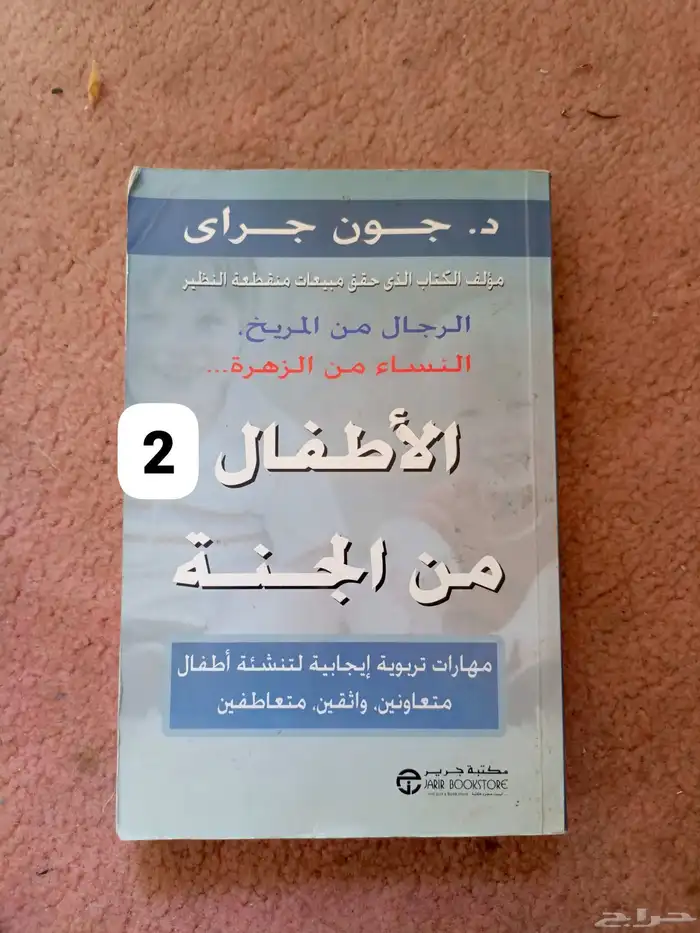 د. جون جراى
مؤلف الكتاب الذى حقق مبيعات منقطعة النظير
الرجال من المريخ،
النساء من الزهرة...
الأطفال
2
من الجنة
مهارات تربوية إيجابية لتنشئة أطفال
متعاونين، واثقين، متعاطفين
مكتبة جرير
JARIR BOOKSTORE
حراج